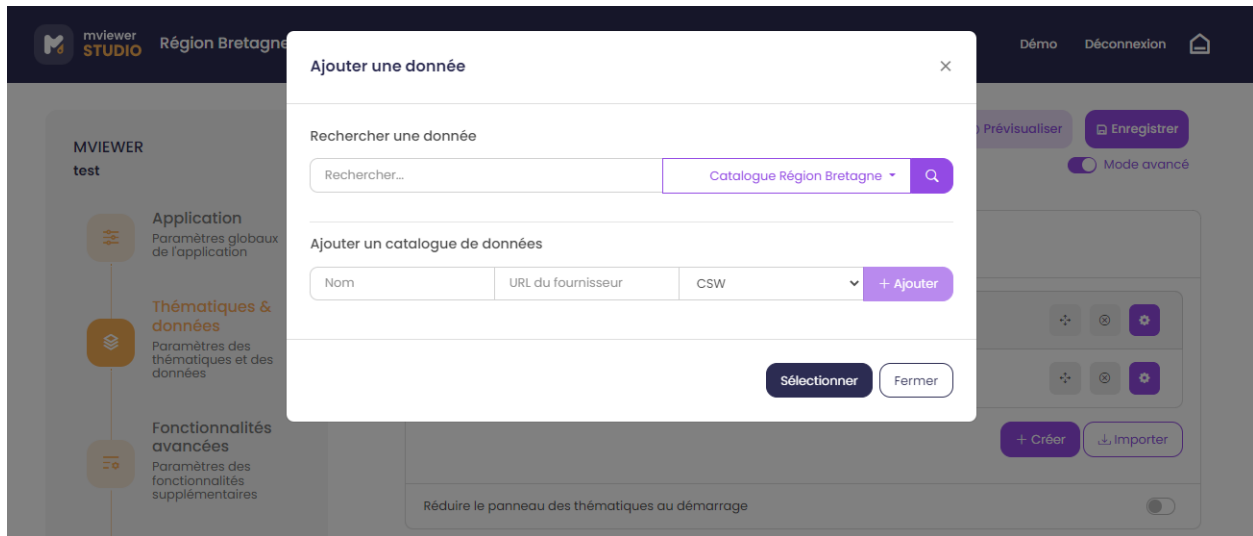 mviewer
STUDIO
Région Bretagne
Démo
Déconnexion
Ajouter une donnée
Rechercher une donnée
Rechercher...
Catalogue Région Bretagne
Ajouter un catalogue de données
Nom
URL du fournisseur
CSW
+ Ajouter
Sélectionner
Fermer
Prévisualiser
Enregistrer
Mode avancé
MVIEWER
test
Application
Paramètres globaux
de l'application
Thématiques &
données
Paramètres des
thématiques et des
données
Fonctionnalités
avancées
Paramètres des
fonctionnalités
supplémentaires
+ Créer
Importer
Réduire le panneau des thématiques au démarrage